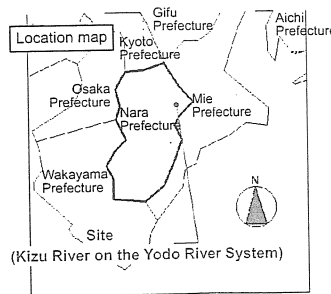 Location map
Gifu
Prefecture
Aichi
Prefecture
Kyoto
Prefecture
Osaka
Prefecture
Mie
Prefecture
Nara
Prefecture
Wakayama
Prefecture
N
Site
(Kizu River on the Yodo River System)